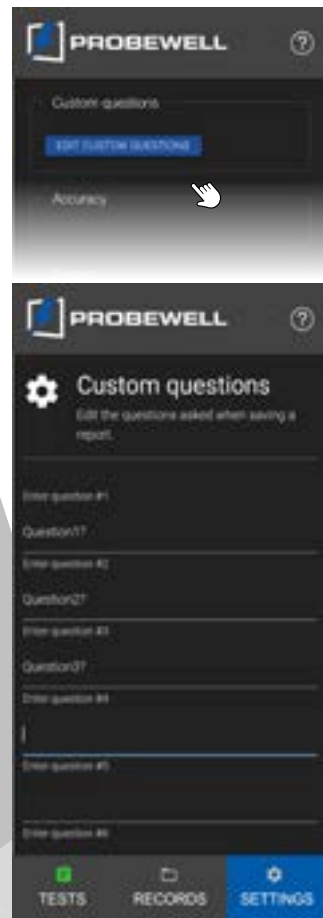 PROBEWELL
Custom questions
EDIT CUSTOM QUESTIONS
Accuracy
PROBEWELL
Custom questions
Edit the questions asked when saving a
report.
Enter question #1
Question1?
Enter question #2
Question2?
Enter question #3
Question3?
Enter question #4
Enter question #5
Enter question #6
TESTS
RECORDS
SETTINGS